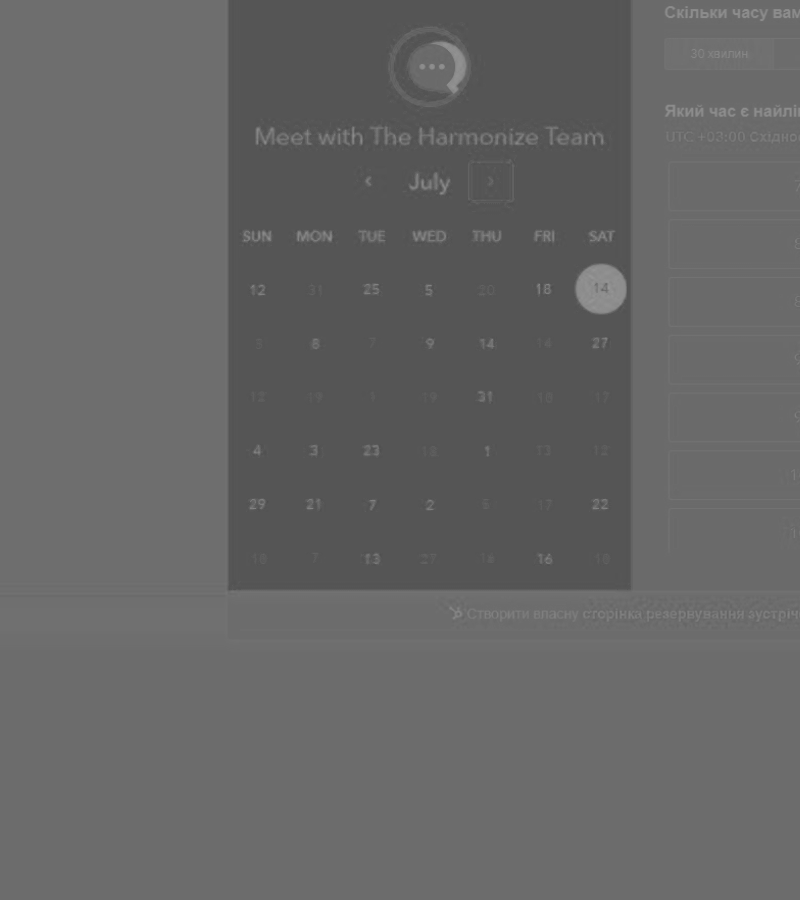 Скільки часу вам
30 хвилин
Meet with The Harmonize Team
Який час є найлі
UTC +03:00 Східно
July
SUN MON TUE WED THU FRI SAT
12 31 25 5 20 18 14
3 8 7 9 14 14 27
12 19 1 19 31 10 17
4 3 23 18 1 13 12
29 21 7 2 6 17 22
18 7 13 27 16 18
Створити власну сторінка резервування зустріч